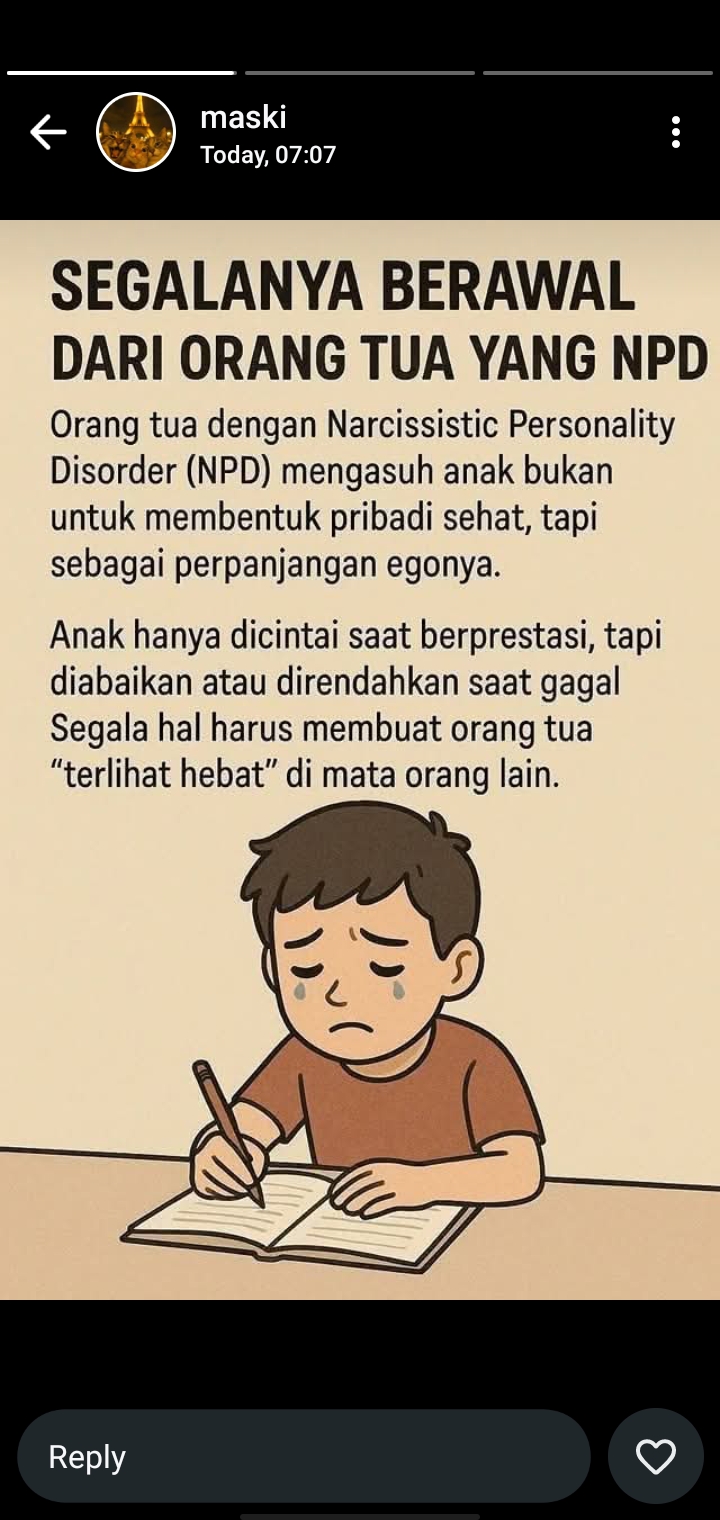 maski
Today, 07:07
SEGALANYA BERAWAL
DARI ORANG TUA YANG NPD
Orang tua dengan Narcissistic Personality
Disorder (NPD) mengasuh anak bukan
untuk membentuk pribadi sehat, tapi
sebagai perpanjangan egonya.
Anak hanya dicintai saat berprestasi, tapi
diabaikan atau direndahkan saat gagal
Segala hal harus membuat orang tua
“terlihat hebat” di mata orang lain.
Reply